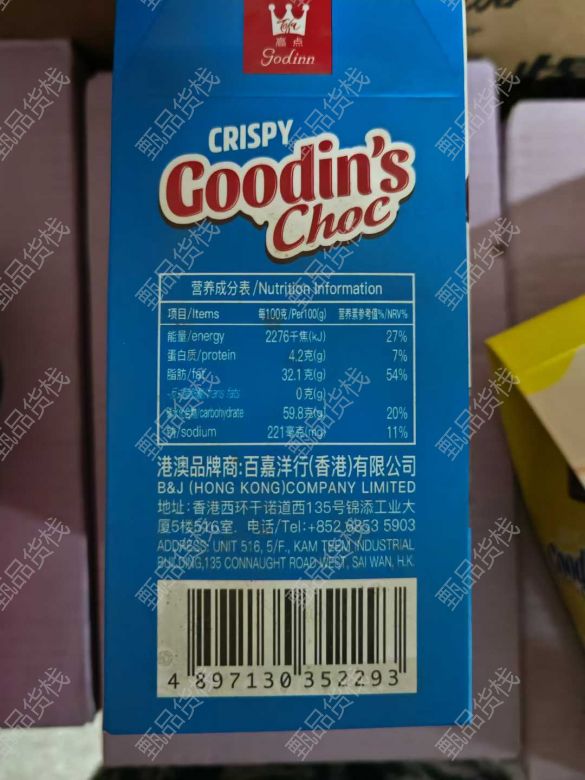 Tofa
高点
Godinn
CRISPY
Goodin's
Choc
营养成分表/Nutrition Information
项目/Items 每100克/Per100(g) 营养素参考值%/NRV%
能量/energy 2276千焦(kJ) 27%
蛋白质/protein 4.2克(g) 7%
脂肪/fat 32.1克(g) 54%
trans fats 0克(g)
/carbohydrate 59.8克(g) 20%
钠/sodium 221毫克(mg) 11%
港澳品牌商:百嘉洋行(香港)有限公司
B&J (HONG KONG)COMPANY LIMITED
地址:香港西环干诺道西135号锦添工业大
厦5楼516室. 电话/Tel:+852 6853 5903
ADDRESS: UNIT 516, 5/F., KAM TEEM INDUSTRIAL
BUILDING,135 CONNAUGHT ROAD WEST, SAI WAN, H.K.
4 897130 352293
甄品货栈